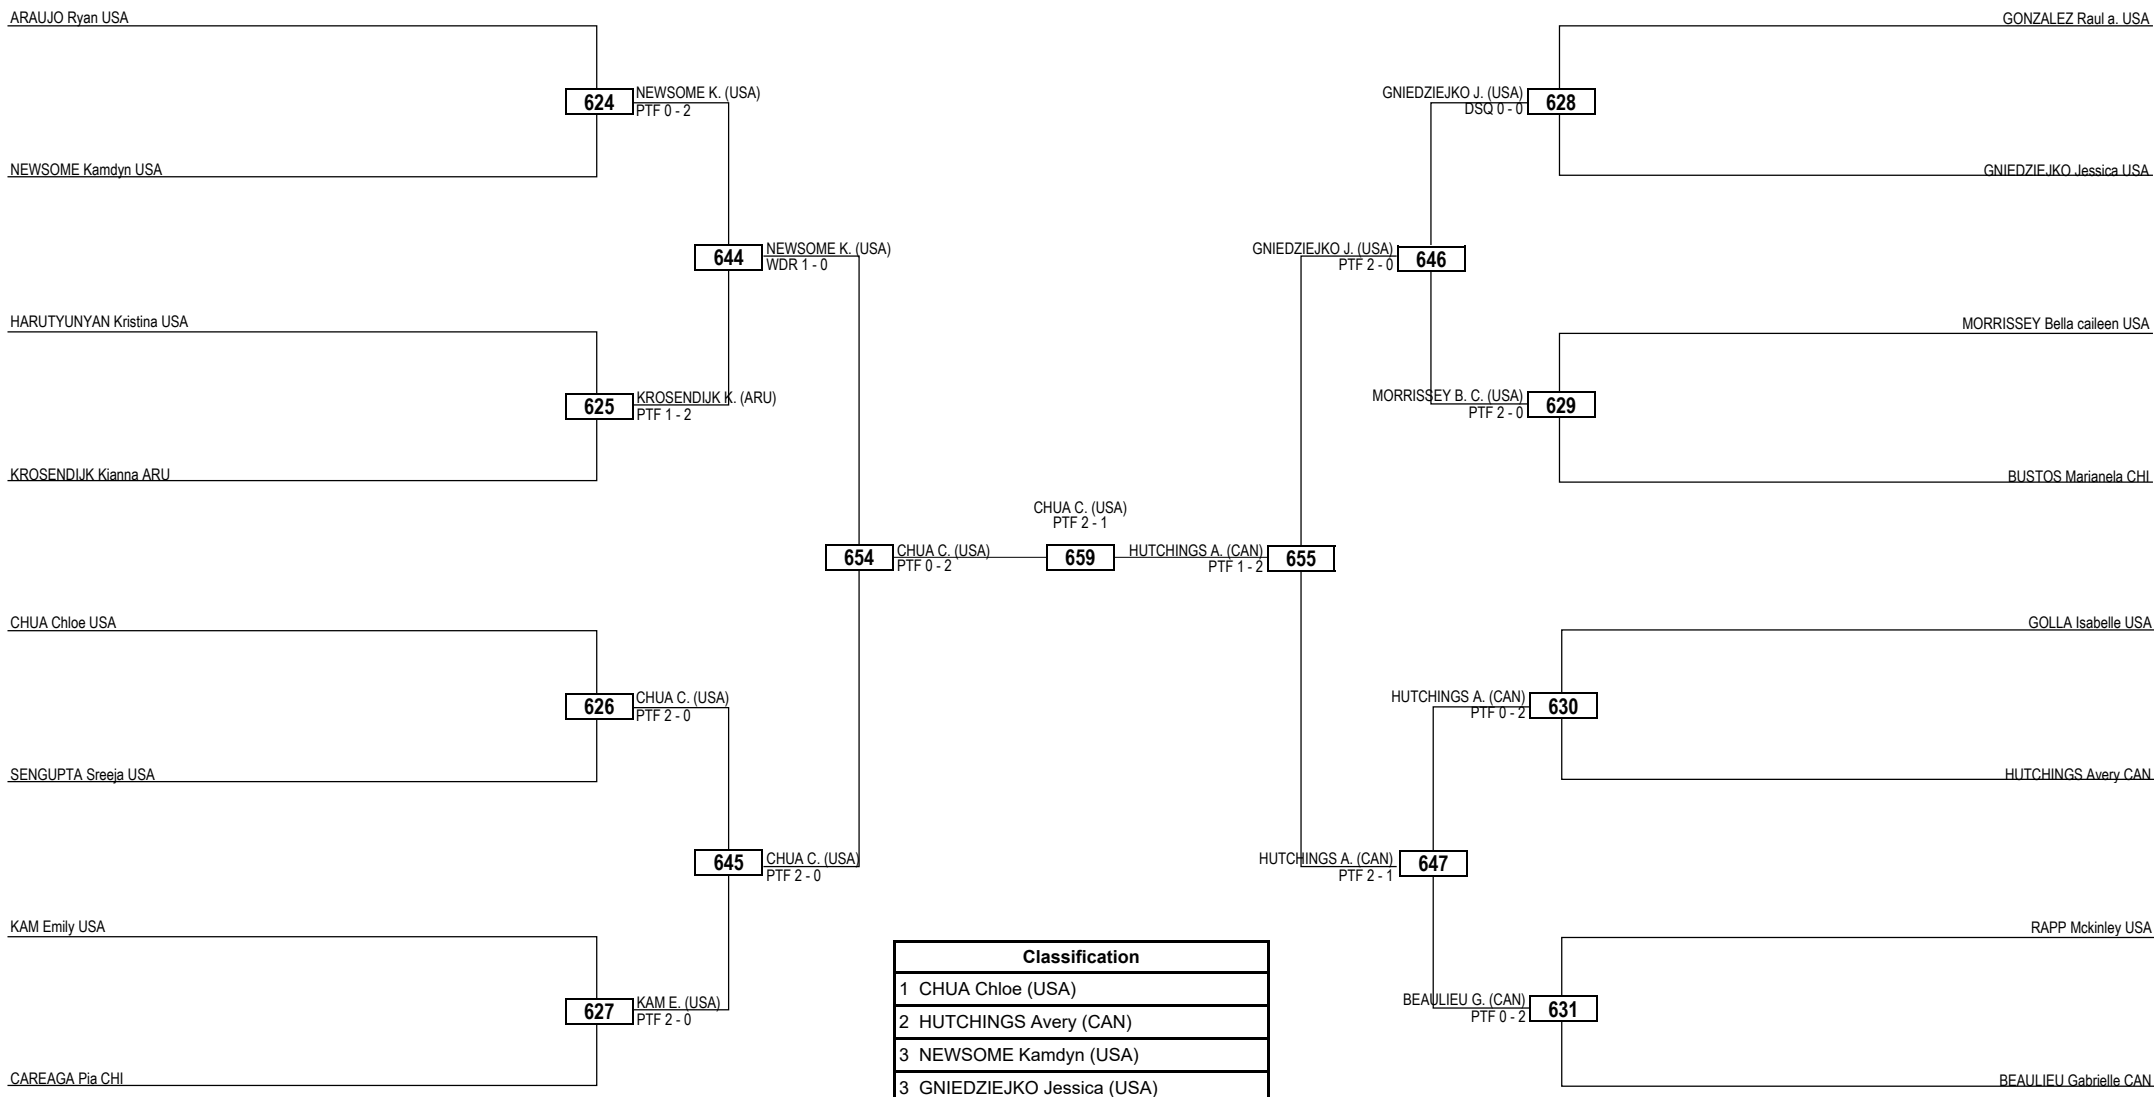 ARAUJO Ryan USA
NEWSOME K. (USA)
624
PTF 0 - 2
NEWSOME Kamdyn USA
NEWSOME K. (USA)
644
WDR 1 - 0
HARUTYUNYAN Kristina USA
KROSENDIJK K. (ARU)
625
PTF 1 - 2
KROSENDIJK Kianna ARU
CHUA C. (USA)
654
PTF 0 - 2
CHUA Chloe USA
CHUA C. (USA)
626
PTF 2 - 0
SENGUPTA Sreeja USA
CHUA C. (USA)
645
PTF 2 - 0
KAM Emily USA
KAM E. (USA)
627
PTF 2 - 0
CAREAGA Pia CHI
CHUA C. (USA)
PTF 2 - 1
659
GONZALEZ Raul a. USA
GNIEDZIEJKO J. (USA)
628
DSQ 0 - 0
GNIEDZIEJKO Jessica USA
GNIEDZIEJKO J. (USA)
646
PTF 2 - 0
MORRISSEY Bella caileen USA
MORRISSEY B. C. (USA)
629
PTF 2 - 0
BUSTOS Marianela CHI
HUTCHINGS A. (CAN)
655
PTF 1 - 2
GOLLA Isabelle USA
HUTCHINGS A. (CAN)
630
PTF 0 - 2
HUTCHINGS Avery CAN
HUTCHINGS A. (CAN)
647
PTF 2 - 1
RAPP Mckinley USA
BEAULIEU G. (CAN)
631
PTF 0 - 2
BEAULIEU Gabrielle CAN
Classification
1 CHUA Chloe (USA)
2 HUTCHINGS Avery (CAN)
3 NEWSOME Kamdyn (USA)
3 GNIEDZIEJKO Jessica (USA)